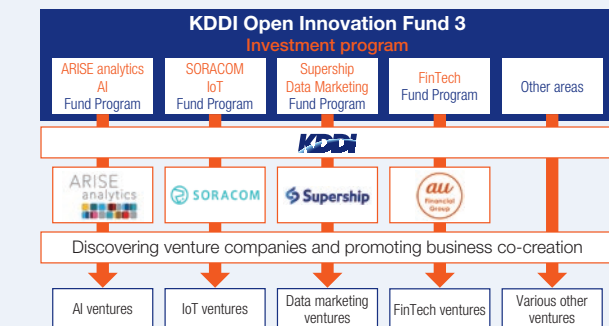 KDDI Open Innovation Fund 3
Investment program
ARISE analytics
AI
Fund Program
SORACOM
IoT
Fund Program
Supership
Data Marketing
Fund Program
FinTech
Fund Program
Other areas
KDDI
ARISE
analytics
SORACOM
Supership
au
Financial
Group
Discovering venture companies and promoting business co-creation
AI ventures
IoT ventures
Data marketing
ventures
FinTech ventures
Various other
ventures